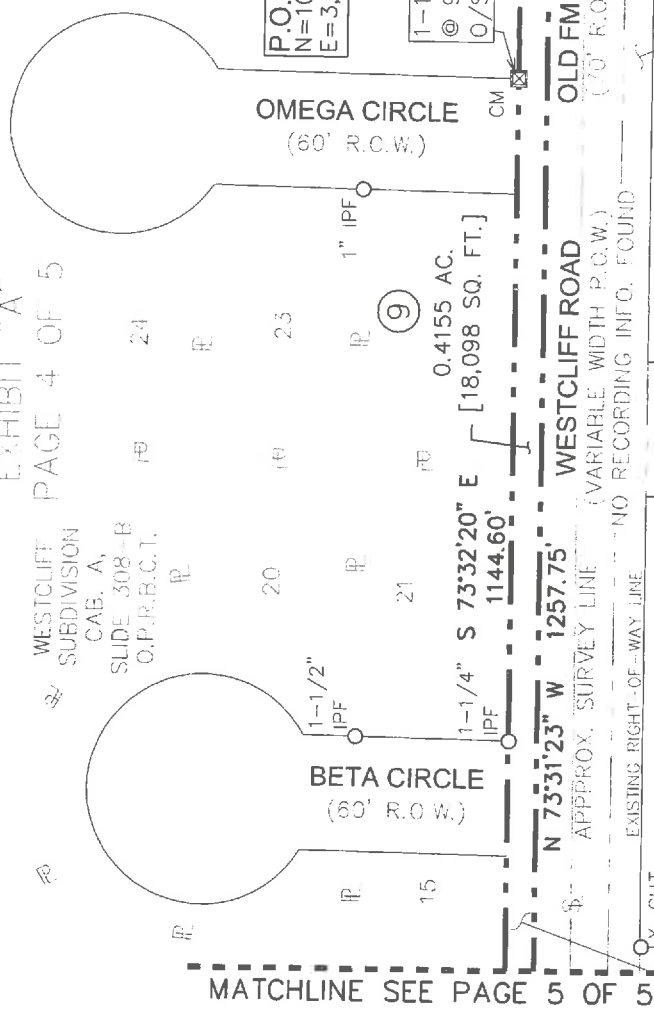 EXHIBIT "A"
PAGE 4 OF 5
WESTCLIFF
SUBDIVISION
CAB. A,
SLIDE 308-B
O.P.R.B.C.T.
P.O.
N=10
E=3,
1-1
@ 9
O/S
OMEGA CIRCLE
(60' R.O.W.)
CM
1" IPF
24
23
9
20
21
15
0.4155 AC.
[18,098 SQ. FT.]
1-1/2"
IPF
1-1/4"
IPF
S 73°32'20" E
1144.60'
BETA CIRCLE
(60' R.O.W.)
N 73°31'23" W 1257.75'
WESTCLIFF ROAD
(VARIABLE WIDTH R.O.W.)
NO RECORDING INFO. FOUND
OLD FM
(70' R.O
APPPROX. SURVEY LINE
EXISTING RIGHT-OF-WAY LINE
X CUT
MATCHLINE SEE PAGE 5 OF 5